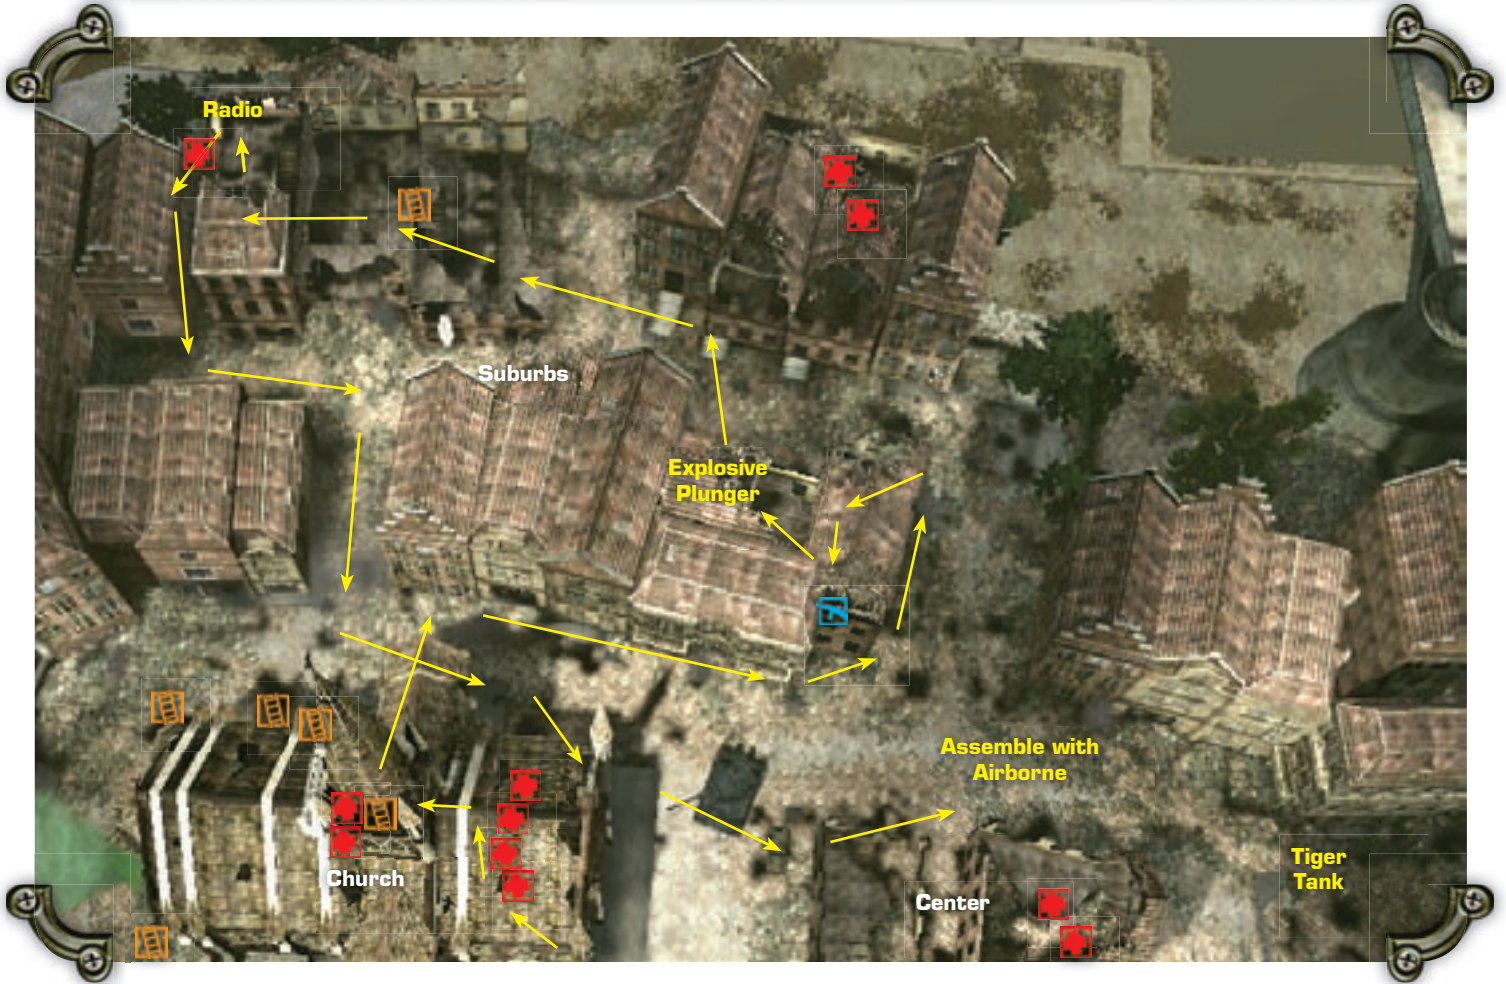 Radio
Suburbs
Explosive
Plunger
Assemble with
Airborne
Tiger
Tank
Church
Center